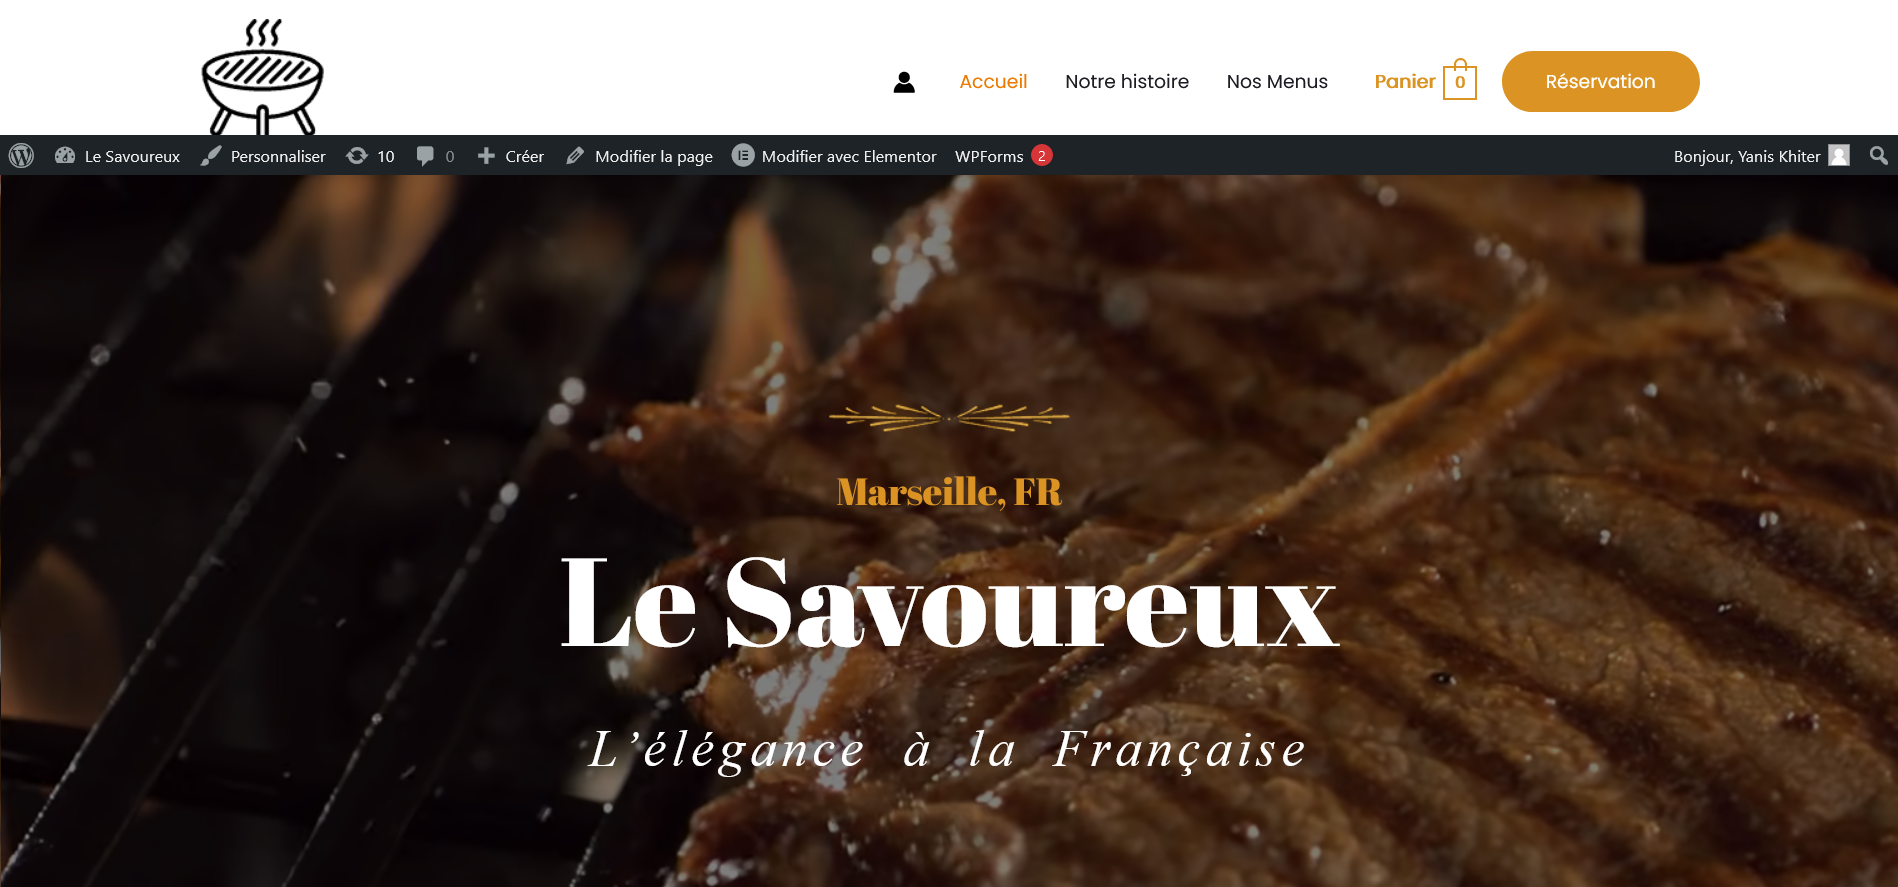 Accueil Notre histoire Nos Menus Panier 0 Réservation
Le Savoureux Personnaliser 10 0 Créer Modifier la page Modifier avec Elementor WPForms 2 Bonjour, Yanis Khiter
Marseille, FR
Le Savoureux
L’élégance à la Française